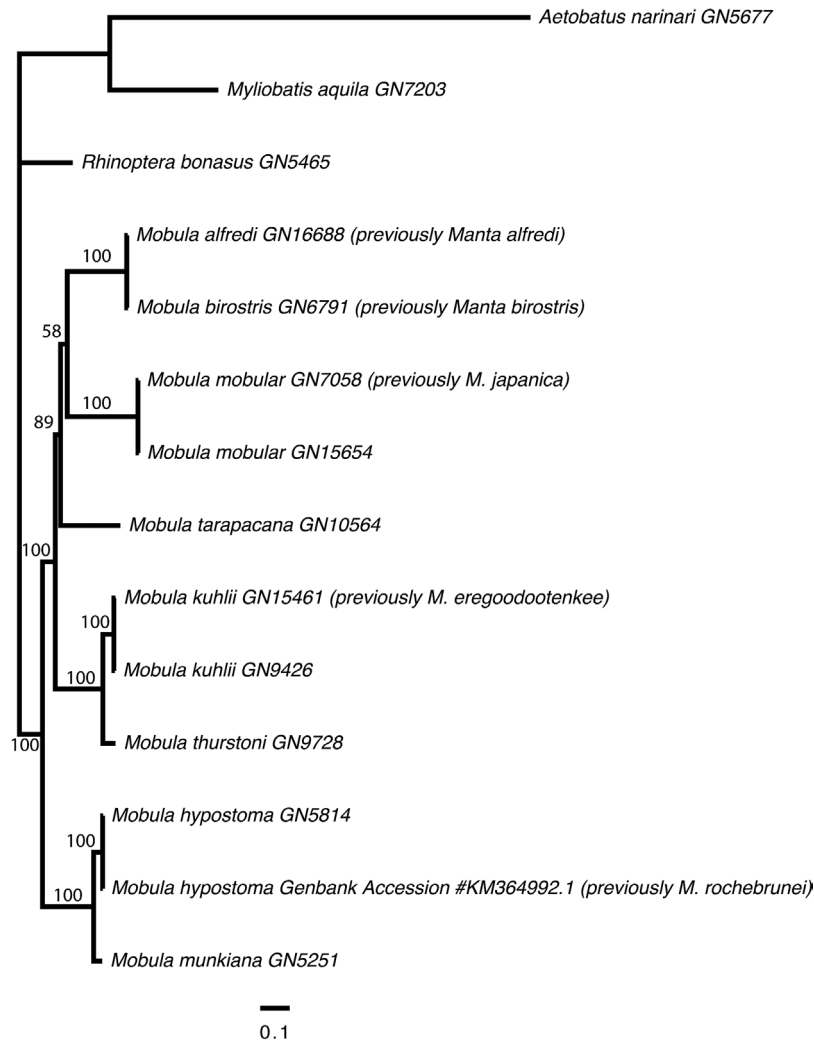 Aetobatus narinari GN5677
Myliobatis aquila GN7203
Rhinoptera bonasus GN5465
Mobula alfredi GN16688 (previously Manta alfredi)
100
Mobula birostris GN6791 (previously Manta birostris)
58
Mobula mobular GN7058 (previously M. japanica)
100
89
Mobula mobular GN15654
Mobula tarapacana GN10564
100
Mobula kuhlii GN15461 (previously M. eregoodootenkee)
100
Mobula kuhlii GN9426
100
Mobula thurstoni GN9728
100
Mobula hypostoma GN5814
100
Mobula hypostoma Genbank Accession #KM364992.1 (previously M. rochebrunei)
100
Mobula munkiana GN5251
0.1